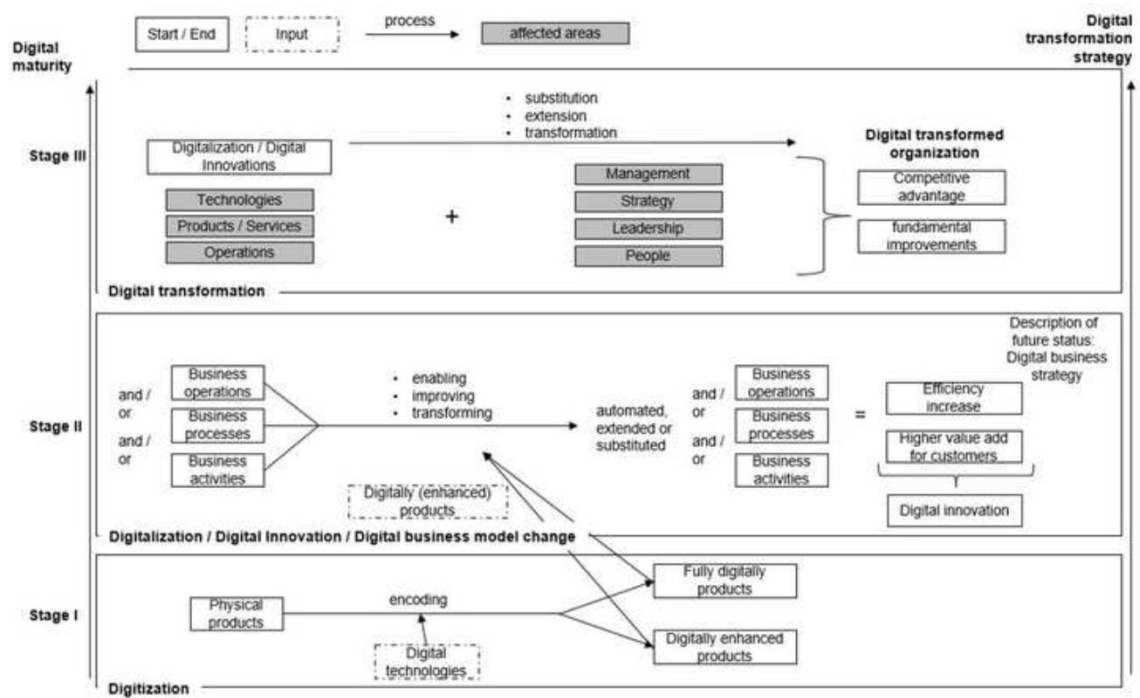 Digital
maturity
Start / End
Input
process
affected areas
Digital
transformation
strategy
Stage III
Digitalization / Digital
Innovations
Technologies
Products / Services
Operations
+
• substitution
• extension
• transformation
Management
Strategy
Leadership
People
Digital transformed
organization
Competitive
advantage
fundamental
improvements
Digital transformation
Stage II
and /
or
and /
or
Business
operations
Business
processes
Business
activities
• enabling
• improving
• transforming
Digitally (enhanced)
products
automated,
extended or
substituted
and /
or
and /
or
Business
operations
Business
processes
Business
activities
=
Description of
future status:
Digital business
strategy
Efficiency
increase
Higher value add
for customers
Digital innovation
Digitalization / Digital Innovation / Digital business model change
Stage I
Physical
products
encoding
Digital
technologies
Fully digitally
products
Digitally enhanced
products
Digitization